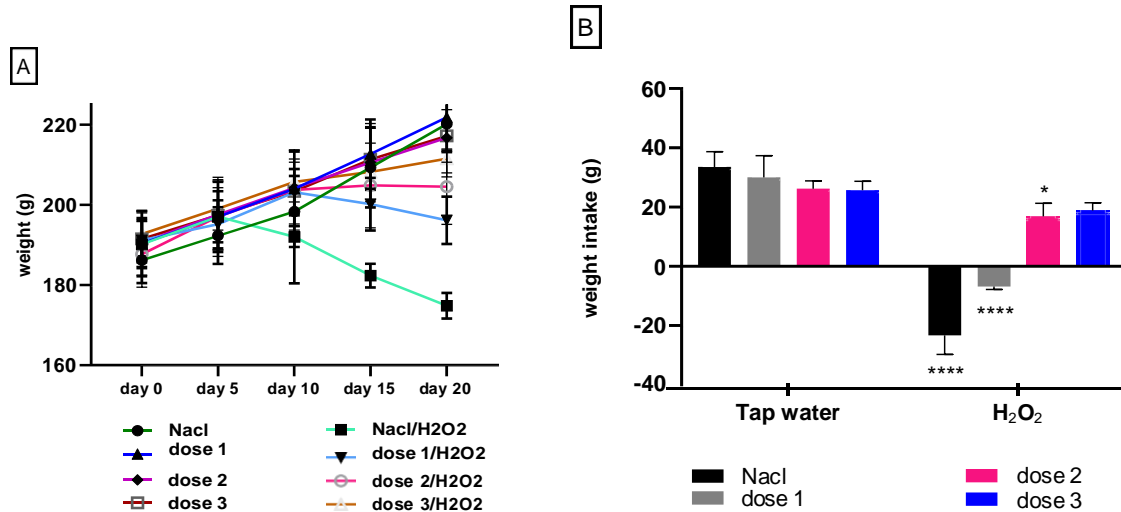 A
weight (g)
220
200
180
160
day 0 day 5 day 10 day 15 day 20
Nacl
dose 1
dose 2
dose 3
Nacl/H2O2
dose 1/H2O2
dose 2/H2O2
dose 3/H2O2
B
weight intake (g)
60
40
20
0
-20
-40
*
****
****
Tap water H₂O₂
Nacl
dose 1
dose 2
dose 3